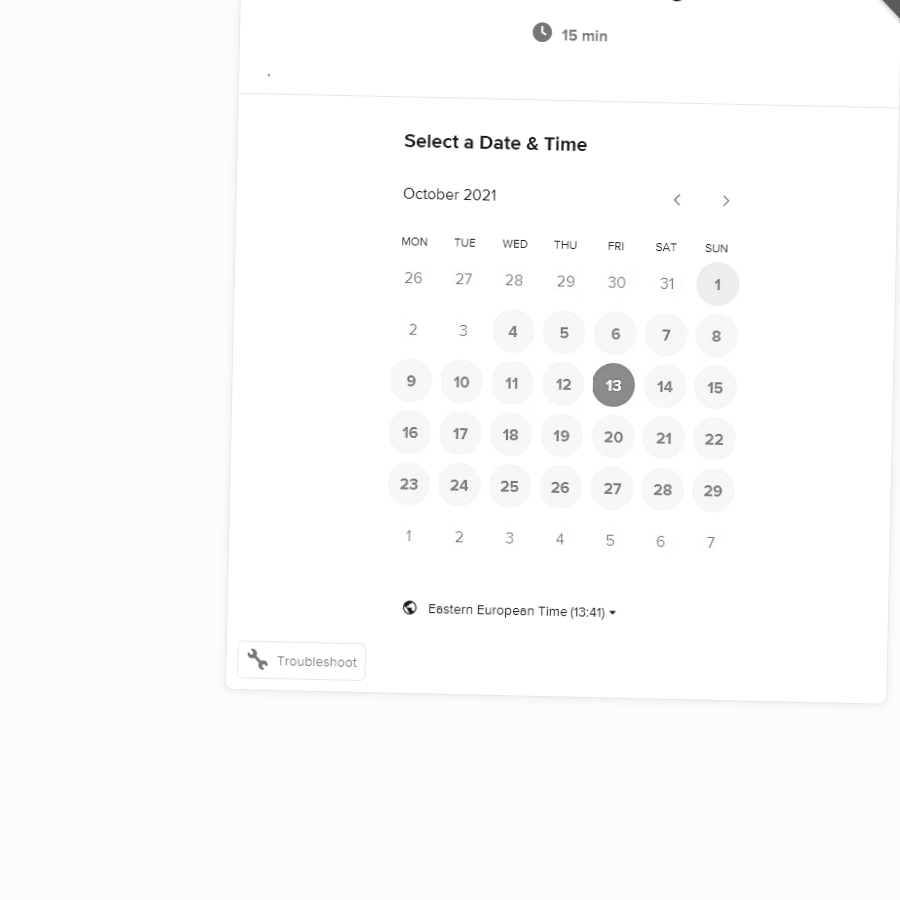 15 min
.
Select a Date & Time
October 2021
MON TUE WED THU FRI SAT SUN
26 27 28 29 30 31 1
2 3 4 5 6 7 8
9 10 11 12 13 14 15
16 17 18 19 20 21 22
23 24 25 26 27 28 29
1 2 3 4 5 6 7
Eastern European Time (13:41)
Troubleshoot